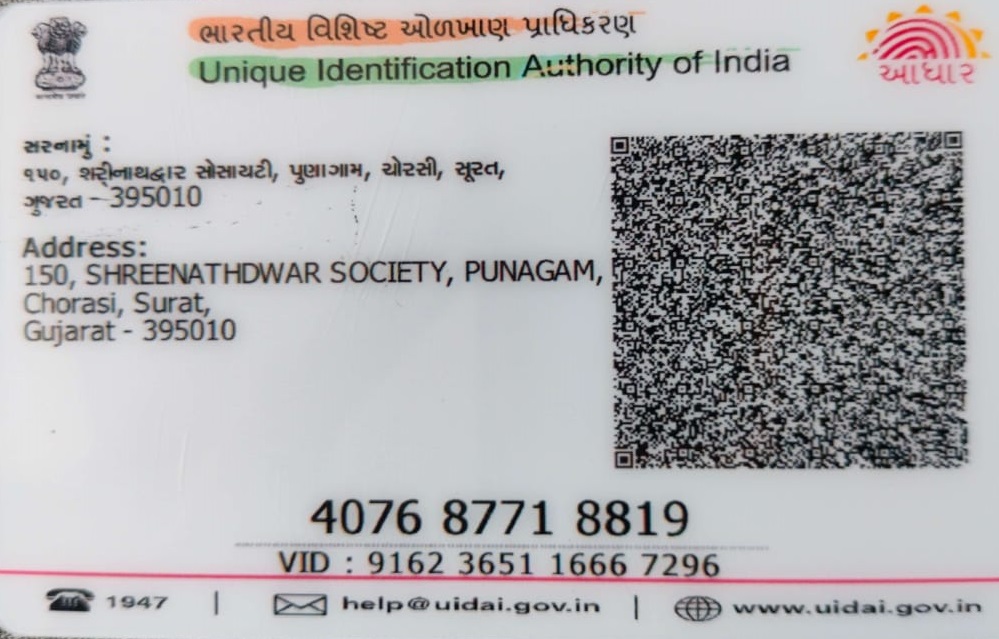 ભારતીય વિશિષ્ટ ઓળખાણ પ્રાધિકરણ
Unique Identification Authority of India
આધાર
સરનામું :
૧૫૦, શ્રીનાથદ્વાર સોસાયટી, પુણાગામ, ચોરસી, સૂરત,
ગુજરાત - 395010
Address:
150, SHREENATHDWAR SOCIETY, PUNAGAM,
Chorasi, Surat,
Gujarat - 395010
4076 8771 8819
VID : 9162 3651 1666 7296
1947 | help@uidai.gov.in | www.uidai.gov.in